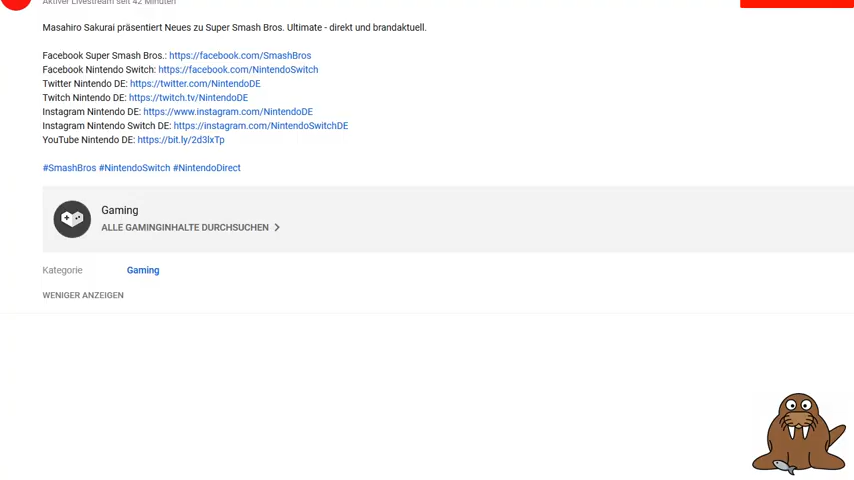 Aktiver Livestream seit 42 Minuten
Masahiro Sakurai präsentiert Neues zu Super Smash Bros. Ultimate - direkt und brandaktuell.
Facebook Super Smash Bros.: https://facebook.com/SmashBros
Facebook Nintendo Switch: https://facebook.com/NintendoSwitch
Twitter Nintendo DE: https://twitter.com/NintendoDE
Twitch Nintendo DE: https://twitch.tv/NintendoDE
Instagram Nintendo DE: https://www.instagram.com/NintendoDE
Instagram Nintendo Switch DE: https://instagram.com/NintendoSwitchDE
YouTube Nintendo DE: https://bit.ly/2d3lxTp
#SmashBros #NintendoSwitch #NintendoDirect
Gaming
ALLE GAMINGINHALTE DURCHSUCHEN
Kategorie Gaming
WENIGER ANZEIGEN